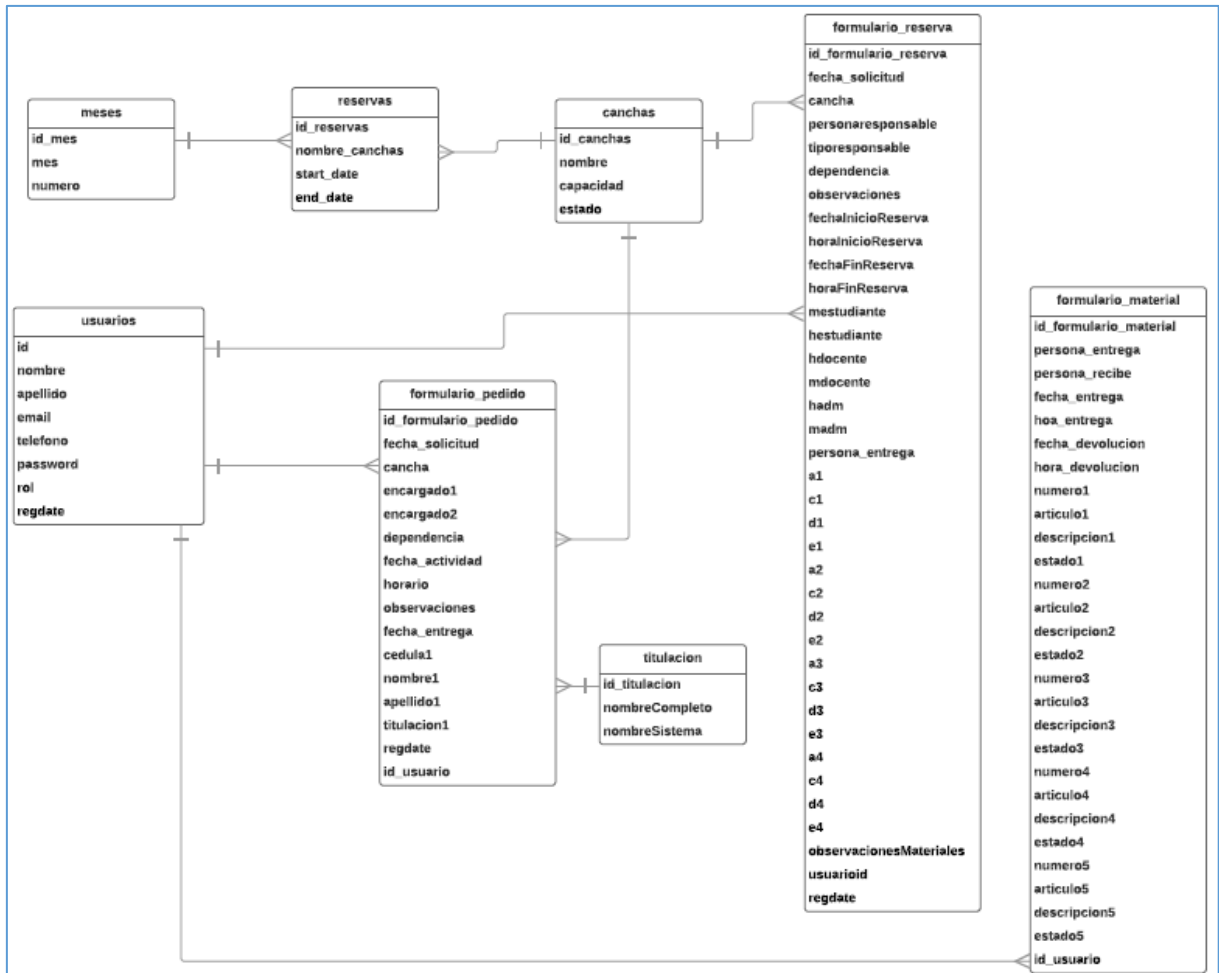 meses
id_mes
mes
numero
reservas
id_reservas
nombre_canchas
start_date
end_date
canchas
id_canchas
nombre
capacidad
estado
formulario_reserva
id_formulario_reserva
fecha_solicitud
cancha
personaresponsable
tiporesponsable
dependencia
observaciones
fechaInicioReserva
horaInicioReserva
fechaFinReserva
horaFinReserva
mestudiante
hestudiante
hdocente
mdocente
hadm
madm
persona_entrega
a1
c1
d1
e1
a2
c2
d2
e2
a3
c3
d3
e3
a4
c4
d4
e4
observacionesMateriales
usuarioid
regdate
usuarios
id
nombre
apellido
email
telefono
password
rol
regdate
formulario_pedido
id_formulario_pedido
fecha_solicitud
cancha
encargado1
encargado2
dependencia
fecha_actividad
horario
observaciones
fecha_entrega
cedula1
nombre1
apellido1
titulacion1
regdate
id_usuario
titulacion
id_titulacion
nombreCompleto
nombreSistema
formulario_material
id_formulario_material
persona_entrega
persona_recibe
fecha_entrega
hoa_entrega
fecha_devolucion
hora_devolucion
numero1
articulo1
descripcion1
estado1
numero2
articulo2
descripcion2
estado2
numero3
articulo3
descripcion3
estado3
numero4
articulo4
descripcion4
estado4
numero5
articulo5
descripcion5
estado5
id_usuario